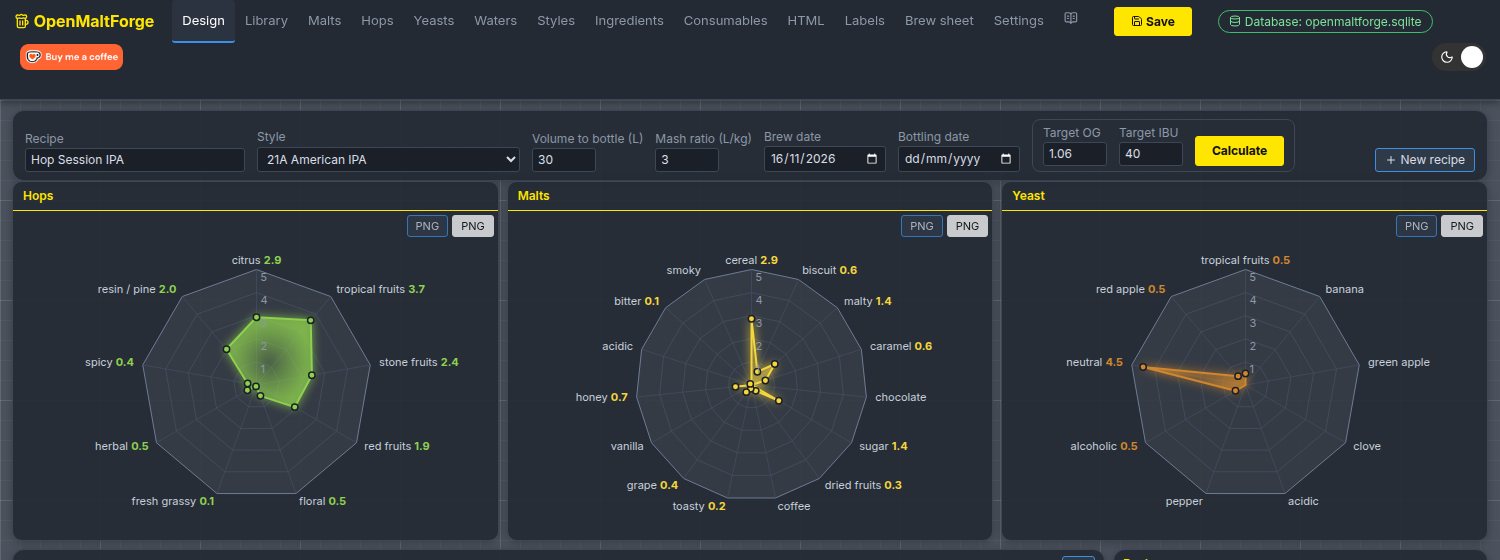 OpenMaltForge
Design Library Malts Hops Yeasts Waters Styles Ingredients Consumables HTML Labels Brew sheet Settings Save Database: openmaltforge.sqlite
Buy me a coffee
Recipe Style Volume to bottle (L) Mash ratio (L/kg) Brew date Bottling date Target OG Target IBU
Hop Session IPA 21A American IPA 30 3 16/11/2026 dd/mm/yyyy 1.06 40 Calculate + New recipe
Hops
PNG PNG
citrus 2.9
tropical fruits 3.7
stone fruits 2.4
red fruits 1.9
floral 0.5
fresh grassy 0.1
herbal 0.5
spicy 0.4
resin / pine 2.0
5
4
2
1
Malts
PNG PNG
cereal 2.9
biscuit 0.6
malty 1.4
caramel 0.6
chocolate
sugar 1.4
dried fruits 0.3
coffee
toasty 0.2
grape 0.4
vanilla
honey 0.7
acidic
bitter 0.1
smoky
5
4
3
2
Yeast
PNG PNG
tropical fruits 0.5
banana
green apple
clove
acidic
pepper
alcoholic 0.5
neutral 4.5
red apple 0.5
5
4
3
2
1